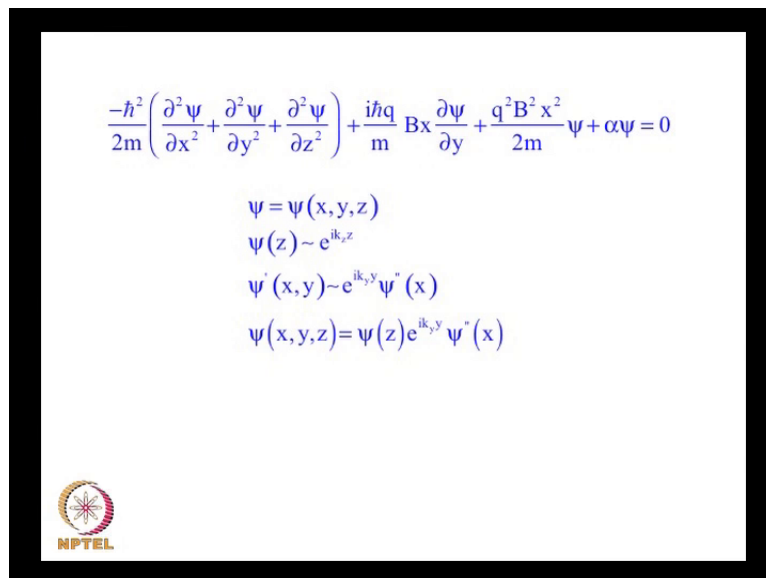 −ħ²/2m (∂²ψ/∂x² + ∂²ψ/∂y² + ∂²ψ/∂z²) + iħq/m Bx ∂ψ/∂y + q²B²x²/2m ψ + αψ = 0
ψ = ψ(x,y,z)
ψ(z) ~ e^{ik_z z}
ψ'(x,y)~e^{ik_y y}ψ"(x)
ψ(x,y,z)= ψ(z)e^{ik_y y} ψ"(x)
NPTEL